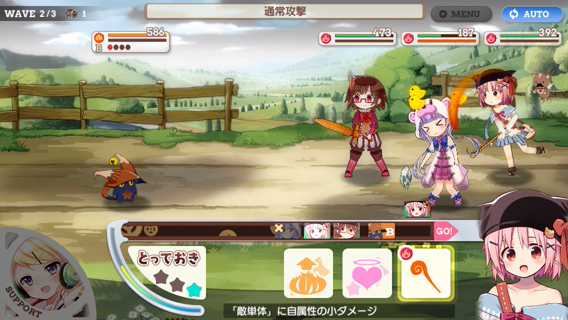 WAVE 2/3 1
通常攻撃
MENU
AUTO
586
B
473
187
392
B
GO!
とっておき
SUPPORT
「敵単体」に自属性の小ダメージ